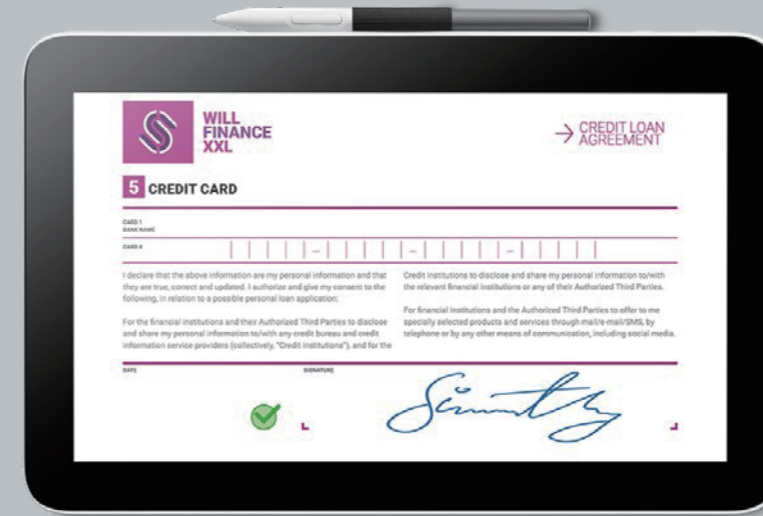 WILL
FINANCE
XXL
→ CREDIT LOAN
AGREEMENT
5 CREDIT CARD
CARD 1
BANK NAME
CARD #
I declare that the above information are my personal information and that
they are true, correct and updated. I authorize and give my consent to the
following, in relation to a possible personal loan application:
For the financial institutions and their Authorized Third Parties to disclose
and share my personal information to/with any credit bureau and credit
information service providers (collectively, "Credit institutions"), and for the
Credit institutions to disclose and share my personal information to/with
the relevant financial institutions or any of their Authorized Third Parties.
For financial institutions and the Authorized Third Parties to offer to me
specially selected products and services through mail/e-mail/SMS, by
telephone or by any other means of communication, including social media.
DATE
SIGNATURE